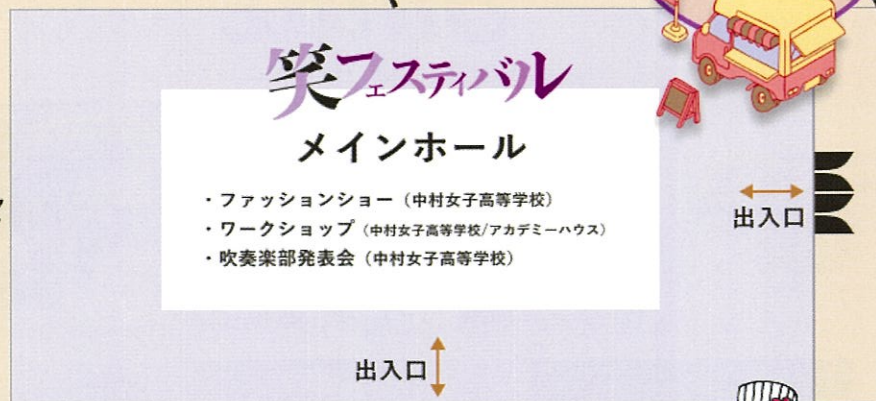 笑フェスティバル
メインホール
・ファッションショー（中村女子高等学校）
・ワークショップ（中村女子高等学校/アカデミーハウス）
・吹奏楽部発表会（中村女子高等学校）
出入口
出入口